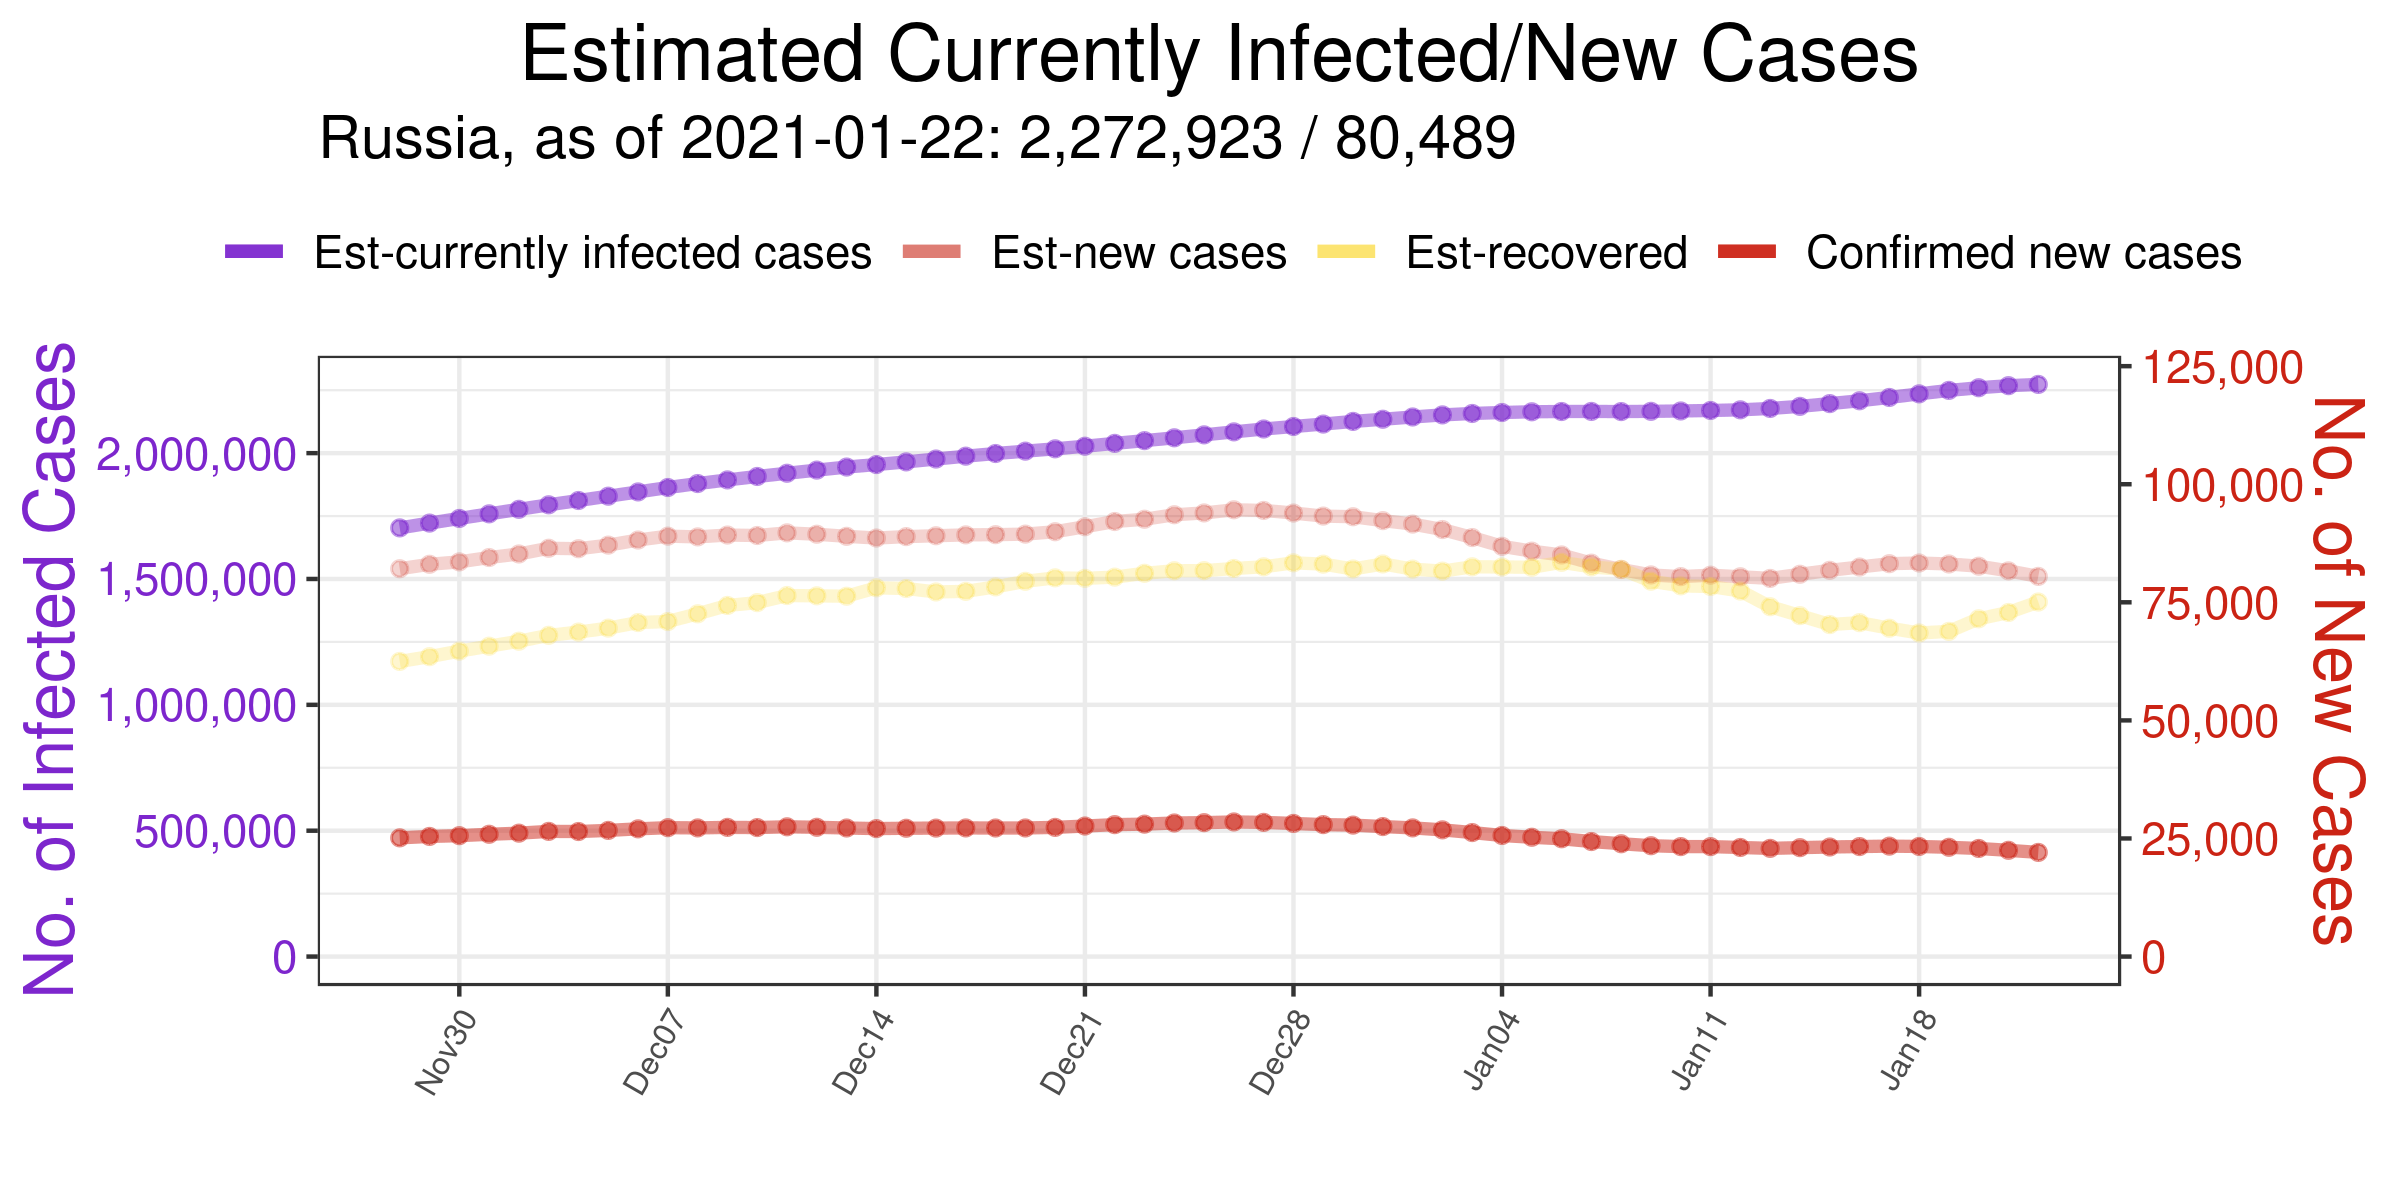 Estimated Currently Infected/New Cases
Russia, as of 2021-01-22: 2,272,923 / 80,489
Est-currently infected cases Est-new cases Est-recovered Confirmed new cases
No. of Infected Cases
2,000,000
1,500,000
1,000,000
500,000
0
125,000
100,000
75,000
50,000
25,000
0
No. of New Cases
Nov30 Dec07 Dec14 Dec21 Dec28 Jan04 Jan11 Jan18